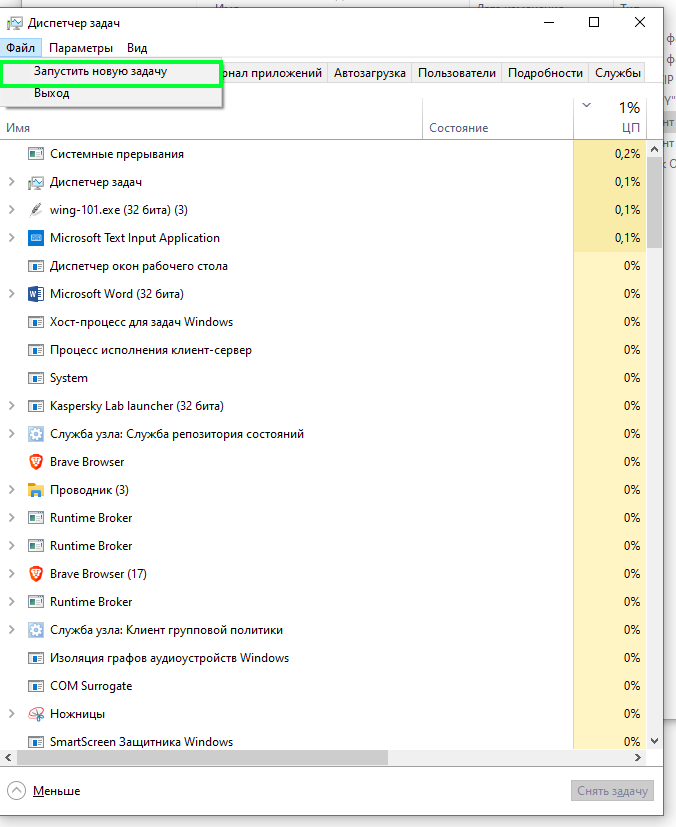 Диспетчер задач
Файл Параметры Вид
Запустить новую задачу
Выход
приложений Автозагрузка Пользователи Подробности Службы
1%
Имя Состояние ЦП
Системные прерывания 0,2%
Диспетчер задач 0,1%
wing-101.exe (32 бита) (3) 0,1%
Microsoft Text Input Application 0,1%
Диспетчер окон рабочего стола 0%
Microsoft Word (32 бита) 0%
Хост-процесс для задач Windows 0%
Процесс исполнения клиент-сервер 0%
System 0%
Kaspersky Lab launcher (32 бита) 0%
Служба узла: Служба репозитория состояний 0%
Brave Browser 0%
Проводник (3) 0%
Runtime Broker 0%
Runtime Broker 0%
Brave Browser (17) 0%
Runtime Broker 0%
Служба узла: Клиент групповой политики 0%
Изоляция графов аудиоустройств Windows 0%
COM Surrogate 0%
Ножницы 0%
SmartScreen Защитника Windows 0%
Меньше Снять задачу